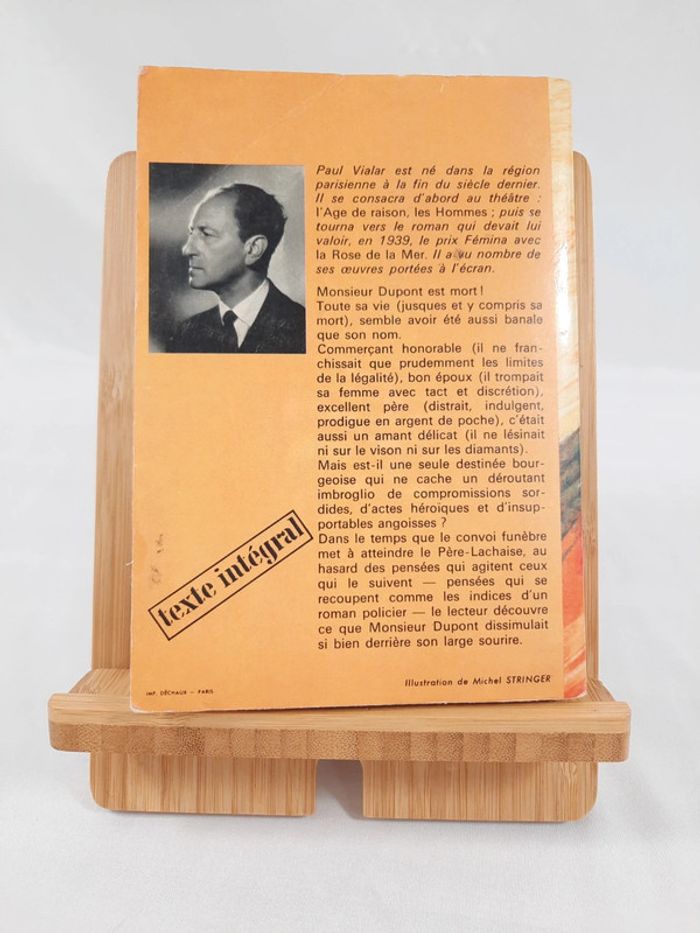 Paul Vialar est né dans la région
parisienne à la fin du siècle dernier.
Il se consacra d'abord au théâtre :
l'Age de raison, les Hommes ; puis se
tourna vers le roman qui devait lui
valoir, en 1939, le prix Fémina avec
la Rose de la Mer. Il a vu nombre de
ses œuvres portées à l'écran.
Monsieur Dupont est mort !
Toute sa vie (jusques et y compris sa
mort), semble avoir été aussi banale
que son nom.
Commerçant honorable (il ne fran-
chissait que prudemment les limites
de la légalité), bon époux (il trompait
sa femme avec tact et discrétion),
excellent père (distrait, indulgent,
prodigue en argent de poche), c'était
aussi un amant délicat (il ne lésinait
ni sur le vison ni sur les diamants).
Mais est-il une seule destinée bour-
geoise qui ne cache un déroutant
imbroglio de compromissions sor-
dides, d'actes héroïques et d'insup-
portables angoisses ?
Dans le temps que le convoi funèbre
met à atteindre le Père-Lachaise, au
hasard des pensées qui agitent ceux
qui le suivent — pensées qui se
recoupent comme les indices d'un
roman policier — le lecteur découvre
ce que Monsieur Dupont dissimulait
si bien derrière son large sourire.
texte intégral
Illustration de Michel STRINGER
IMP. DÉCHAUX – PARIS